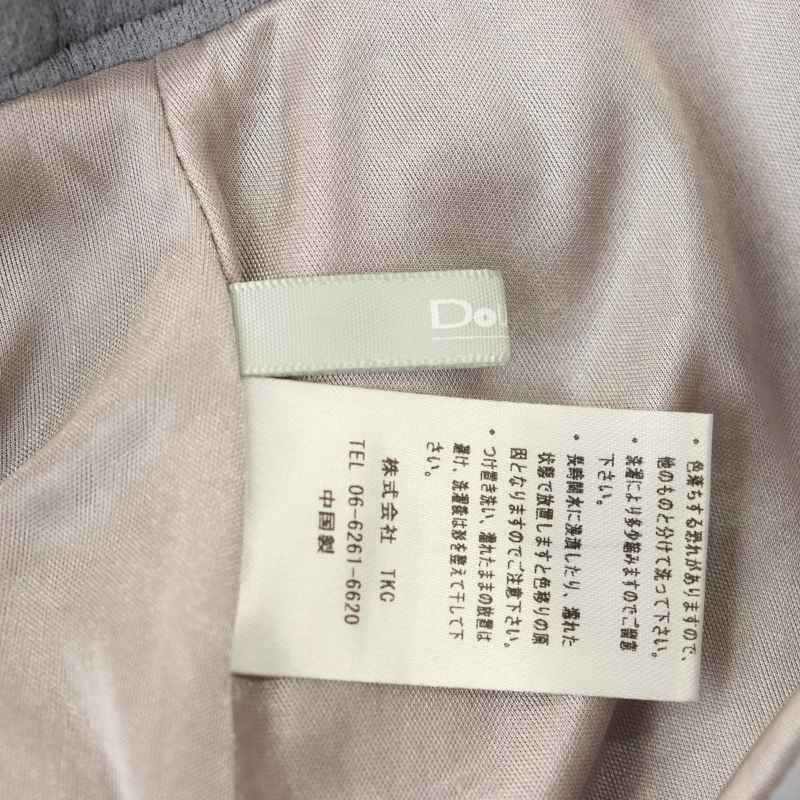 Do
・色落ちする恐れがありますので、
他のものと分けて洗って下さい。
・洗濯により多少縮みますのでご留意
下さい。
・長時間水に浸漬したり、濡れた
状態で放置しますと色移りの原
因となりますのでご注意下さい。
・つけ置き洗い、濡れたままの放置は
避け、洗濯後は形を整えて干して下
さい。
株式会社 TKG
TEL 06-6261-6620
中国製